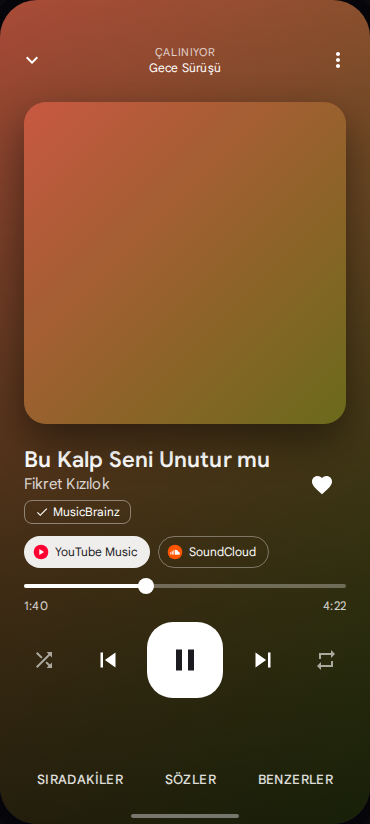 ÇALINIYOR
Gece Sürüşü
Bu Kalp Seni Unutur mu
Fikret Kızılok
MusicBrainz
YouTube Music SoundCloud
1:40 4:22
SIRADAKİLER SÖZLER BENZERLER